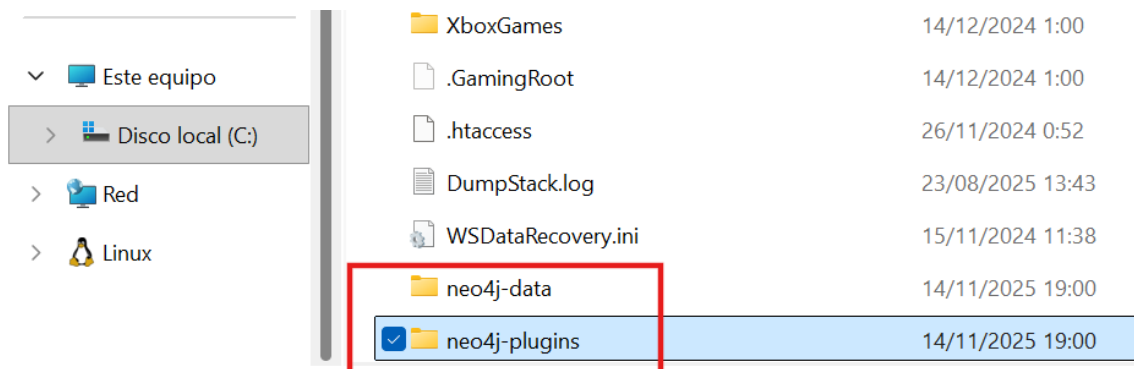 Este equipo
Disco local (C:)
Red
Linux
XboxGames 14/12/2024 1:00
.GamingRoot 14/12/2024 1:00
.htaccess 26/11/2024 0:52
DumpStack.log 23/08/2025 13:43
WSDataRecovery.ini 15/11/2024 11:38
neo4j-data 14/11/2025 19:00
neo4j-plugins 14/11/2025 19:00